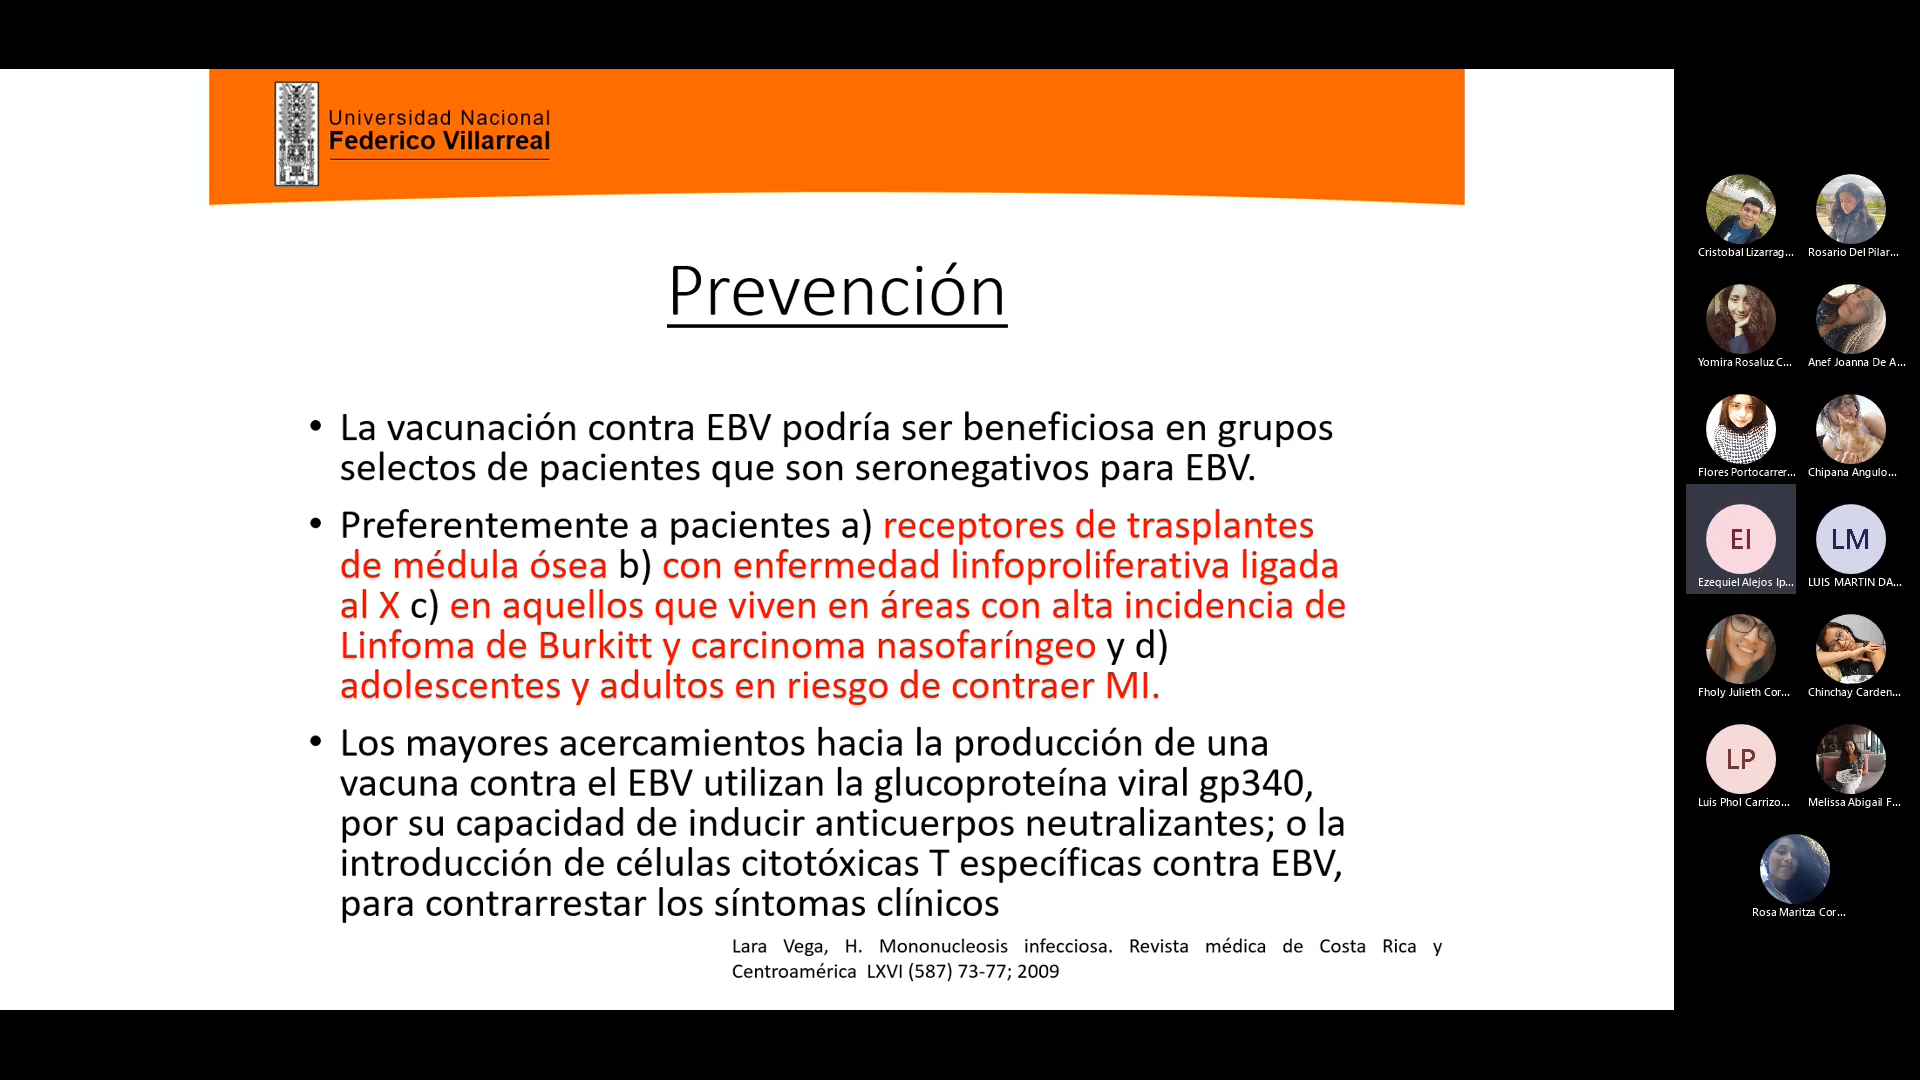 Universidad Nacional
Federico Villarreal
Prevención
• La vacunación contra EBV podría ser beneficiosa en grupos
selectos de pacientes que son seronegativos para EBV.
• Preferentemente a pacientes a) receptores de trasplantes
de médula ósea b) con enfermedad linfoproliferativa ligada
al X c) en aquellos que viven en áreas con alta incidencia de
Linfoma de Burkitt y carcinoma nasofaríngeo y d)
adolescentes y adultos en riesgo de contraer MI.
• Los mayores acercamientos hacia la producción de una
vacuna contra el EBV utilizan la glucoproteína viral gp340,
por su capacidad de inducir anticuerpos neutralizantes; o la
introducción de células citotóxicas T específicas contra EBV,
para contrarrestar los síntomas clínicos
Lara Vega, H. Mononucleosis infecciosa. Revista médica de Costa Rica y
Centroamérica LXVI (587) 73-77; 2009
Cristobal Lizarrag...
Rosario Del Pilar...
Yomira Rosaluz C...
Anef Joanna De A...
Flores Portocarrer...
Chipana Angulo...
EI
LM
Ezequiel Alejos Ip...
LUIS MARTIN DA...
Fholy Julieth Cor...
Chinchay Carden...
LP
Luis Phol Carrizo...
Melissa Abigail F...
Rosa Maritza Cor...